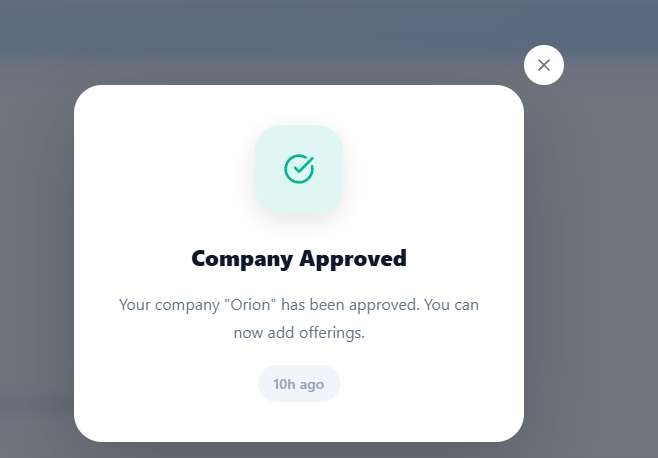 Company Approved
Your company "Orion" has been approved. You can
now add offerings.
10h ago